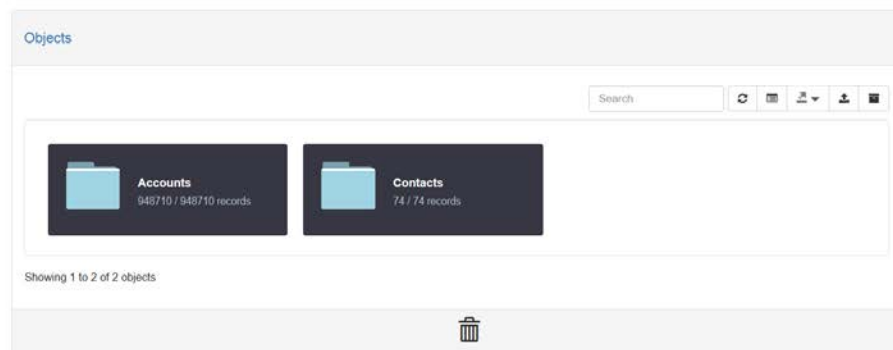 Objects
Search
Accounts
948710 / 948710 records
Contacts
74 / 74 records
Showing 1 to 2 of 2 objects